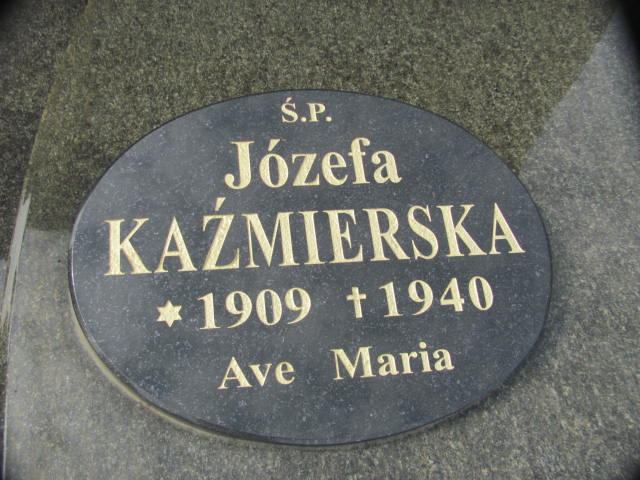 Ś.P.
Józefa
KAŹMIERSKA
✶ 1909 † 1940
Ave Maria